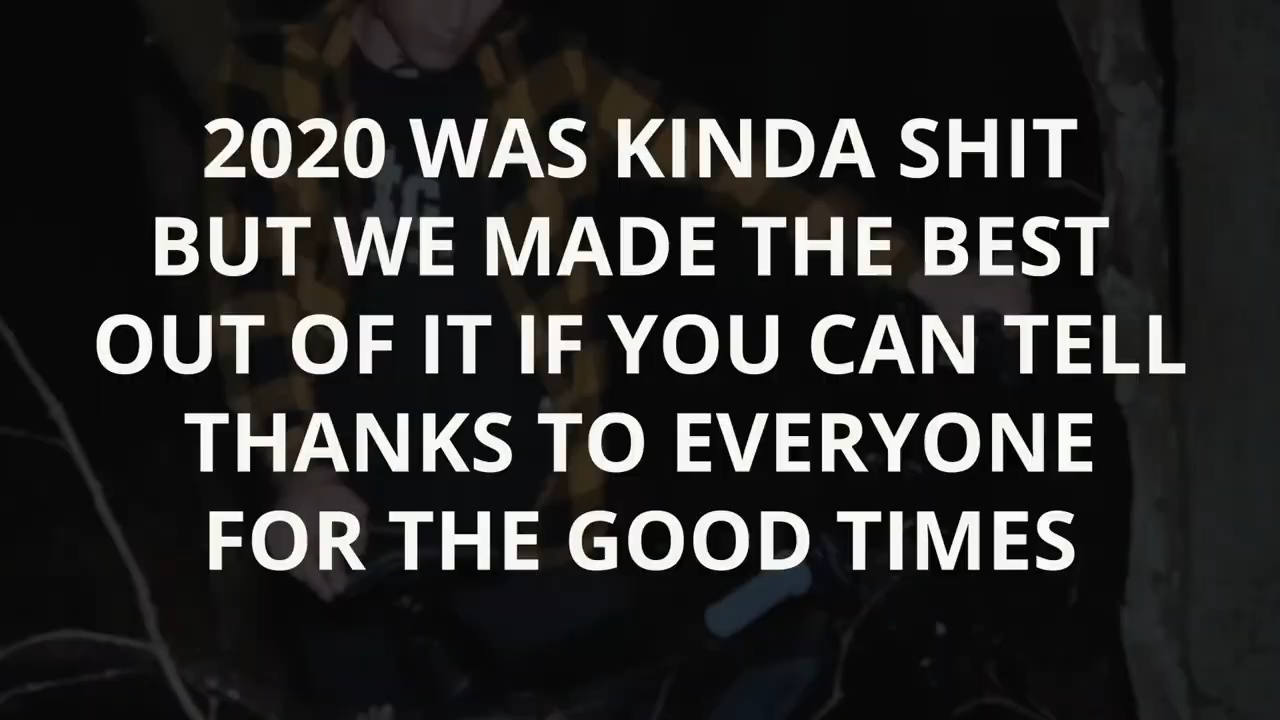 2020 WAS KINDA SHIT
BUT WE MADE THE BEST
OUT OF IT IF YOU CAN TELL
THANKS TO EVERYONE
FOR THE GOOD TIMES